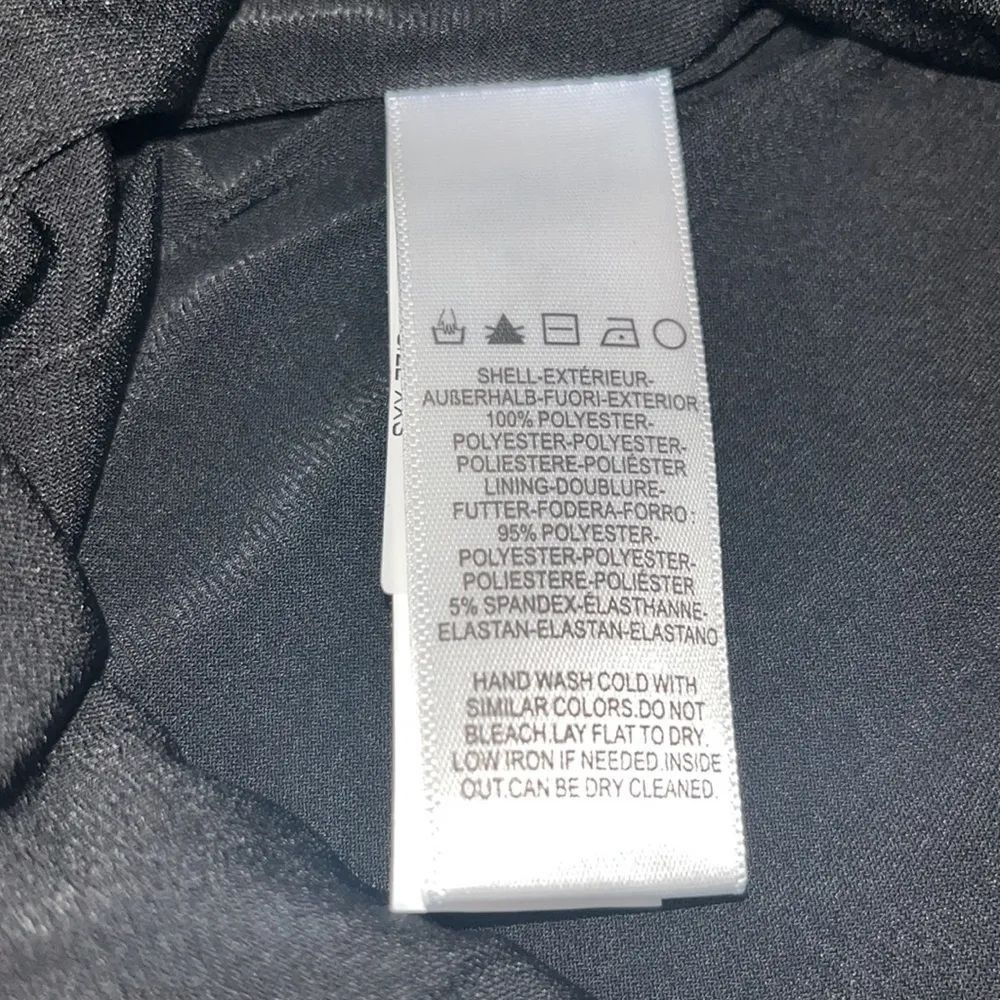 SHELL-EXTÉRIEUR-
AUßERHALB-FUORI-EXTERIOR
100% POLYESTER-
POLYESTER-POLYESTER-
POLIESTERE-POLIÉSTER
LINING-DOUBLURE-
FUTTER-FODERA-FORRO:
95% POLYESTER-
POLYESTER-POLYESTER-
POLIESTERE-POLIÉSTER
5% SPANDEX-ÉLASTHANNE-
ELASTAN-ELASTAN-ELASTANO
HAND WASH COLD WITH
SIMILAR COLORS.DO NOT
BLEACH.LAY FLAT TO DRY.
LOW IRON IF NEEDED.INSIDE
OUT.CAN BE DRY CLEANED.